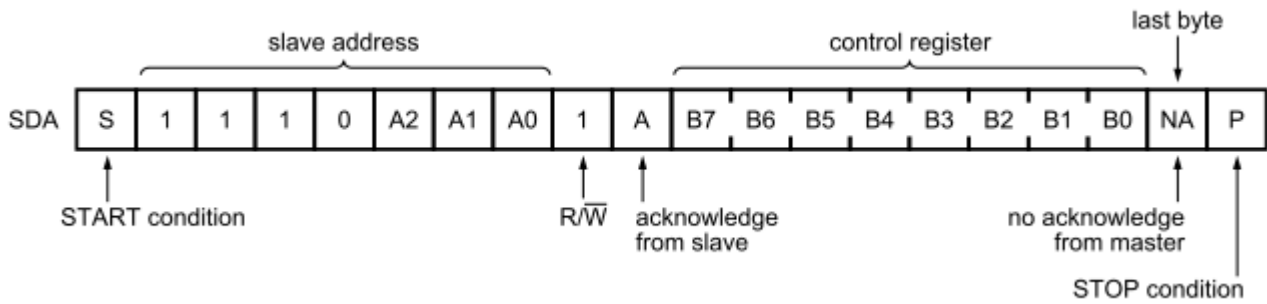 last byte
slave address control register
SDA S 1 1 1 0 A2 A1 A0 1 A B7 B6 B5 B4 B3 B2 B1 B0 NA P
START condition R/W̅ acknowledge no acknowledge
from slave from master
STOP condition